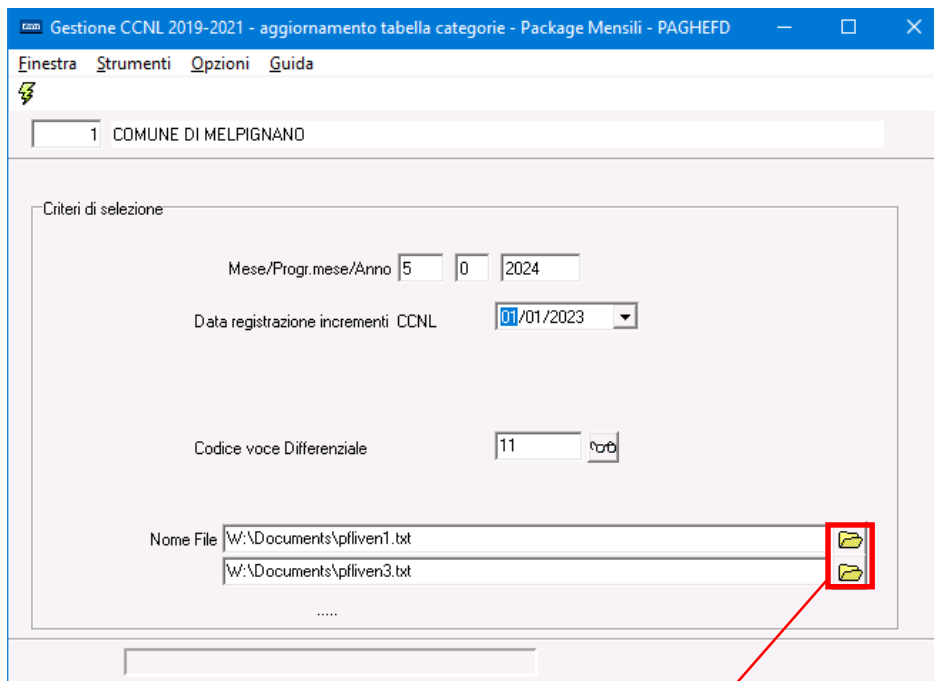 Gestione CCNL 2019-2021 - aggiornamento tabella categorie - Package Mensili - PAGHEFD
Finestra Strumenti Opzioni Guida
1 COMUNE DI MELPIGNANO
Criteri di selezione
Mese/Progr.mese/Anno 5 0 2024
Data registrazione incrementi CCNL 01/01/2023
Codice voce Differenziale 11
Nome File W:\Documents\pfliven1.txt
W:\Documents\pfliven3.txt
.....